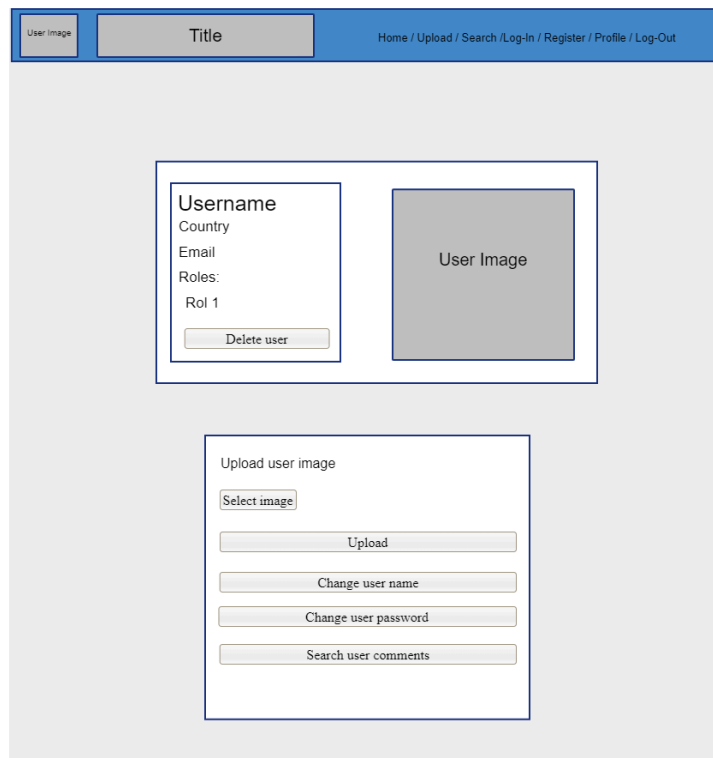 User Image
Title
Home / Upload / Search /Log-In / Register / Profile / Log-Out
Username
Country
Email
Roles:
Rol 1
Delete user
User Image
Upload user image
Select image
Upload
Change user name
Change user password
Search user comments